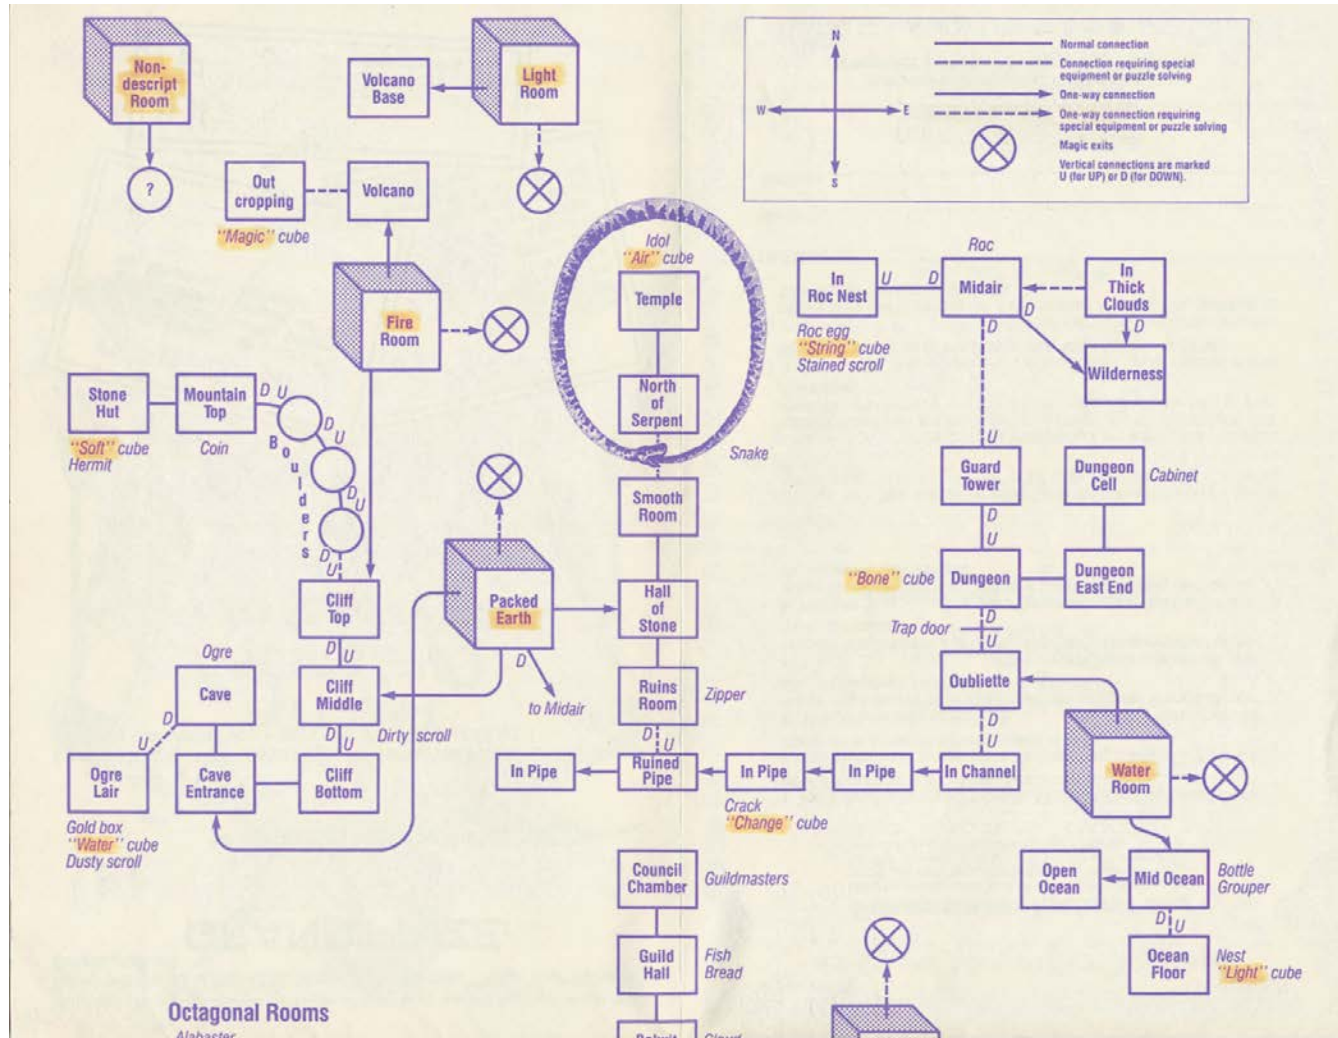 Non-
descript
Room
?
Volcano
Base
Light
Room
N
W
E
S
Normal connection
Connection requiring special
equipment or puzzle solving
One-way connection
One-way connection requiring
special equipment or puzzle solving
Magic exits
Vertical connections are marked
U (for UP) or D (for DOWN).
Out
cropping
Volcano
"Magic" cube
Fire
Room
Idol
"Air" cube
Temple
North
of
Serpent
Snake
Smooth
Room
Roc
In
Roc Nest
U
D
Midair
In
Thick
Clouds
D
D
D
Wilderness
Roc egg
"String" cube
Stained scroll
Stone
Hut
Mountain
Top
D
U
"Soft" cube
Hermit
Coin
Boulders
D
U
D
U
D
U
Cliff
Top
U
Guard
Tower
D
U
Dungeon
Cell
Cabinet
"Bone" cube
Dungeon
Dungeon
East End
Trap door
D
U
Oubliette
D
U
Packed
Earth
D
to Midair
Hall
of
Stone
D
U
Ogre
Cave
Cliff
Middle
Ruins
Room
Zipper
D
U
D
U
Dirty scroll
D
U
Ogre
Lair
Cave
Entrance
Cliff
Bottom
In Pipe
Ruined
Pipe
In Pipe
In Pipe
In Channel
Water
Room
Gold box
"Water" cube
Dusty scroll
Crack
"Change" cube
Council
Chamber
Guildmasters
Open
Ocean
Mid Ocean
Bottle
Grouper
D
U
Guild
Hall
Fish
Bread
Ocean
Floor
Nest
"Light" cube
Octagonal Rooms
Alabaster